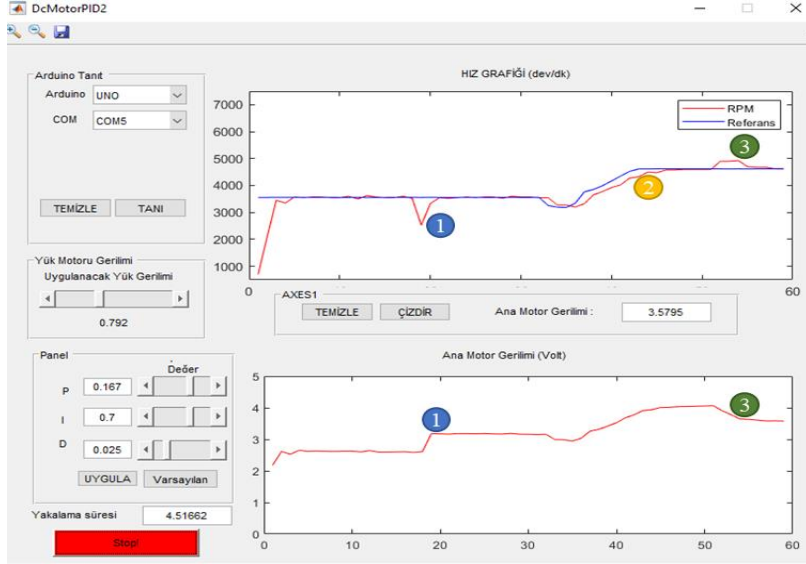 DcMotorPID2
Arduino Tanıt
Arduino UNO
COM COM5
TEMİZLE TANI
Yük Motoru Gerilimi
Uygulanacak Yük Gerilimi
0.792
Panel
Değer
P 0.167
I 0.7
D 0.025
UYGULA Varsayılan
Yakalama süresi 4.51662
Stop!
HIZ GRAFİĞİ (dev/dk)
7000
6000
5000
4000
3000
2000
1000
RPM
Referans
1
2
3
0 60
AXES1
TEMİZLE ÇİZDİR Ana Motor Gerilimi : 3.5795
Ana Motor Gerilimi (Volt)
5
4
3
2
1
0
1
3
0 10 20 30 40 50 60